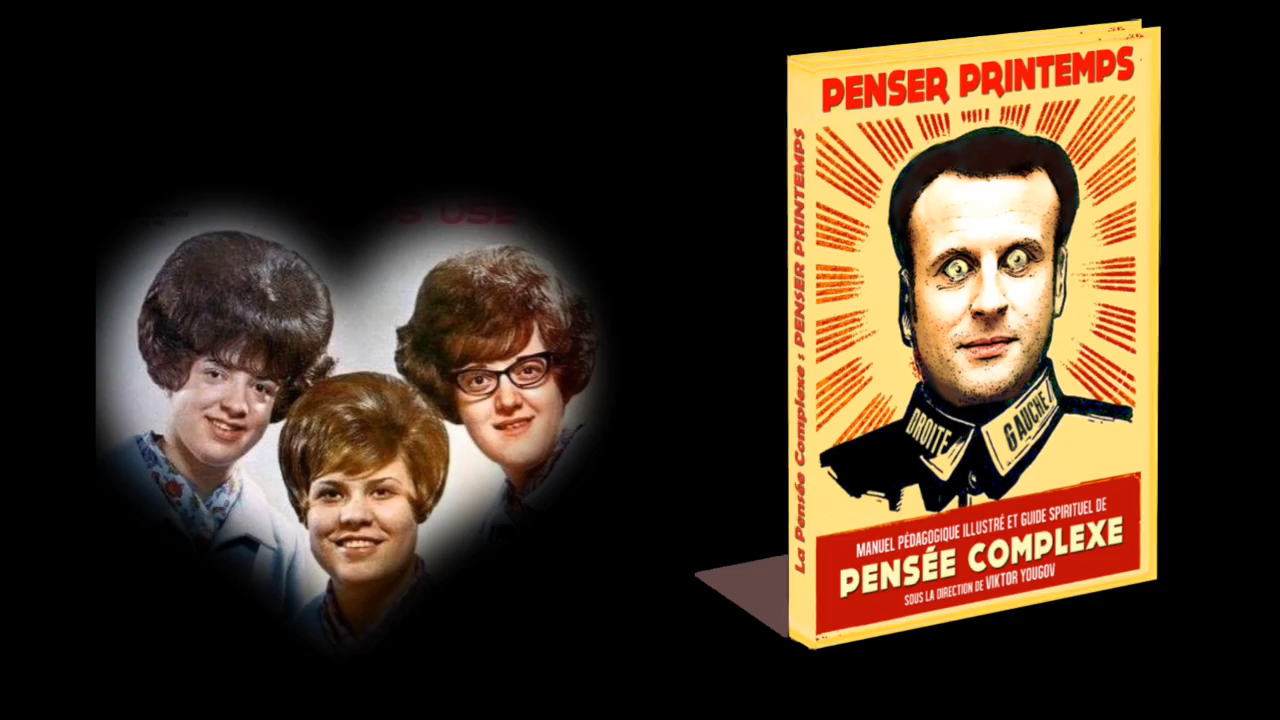 S USE
PENSER PRINTEMPS
La Pensée Complexe : PENSER PRINTEMPS
DROITE
GAUCHE
MANUEL PÉDAGOGIQUE ILLUSTRÉ ET GUIDE SPIRITUEL DE
PENSÉE COMPLEXE
SOUS LA DIRECTION DE VIKTOR YOUGOV